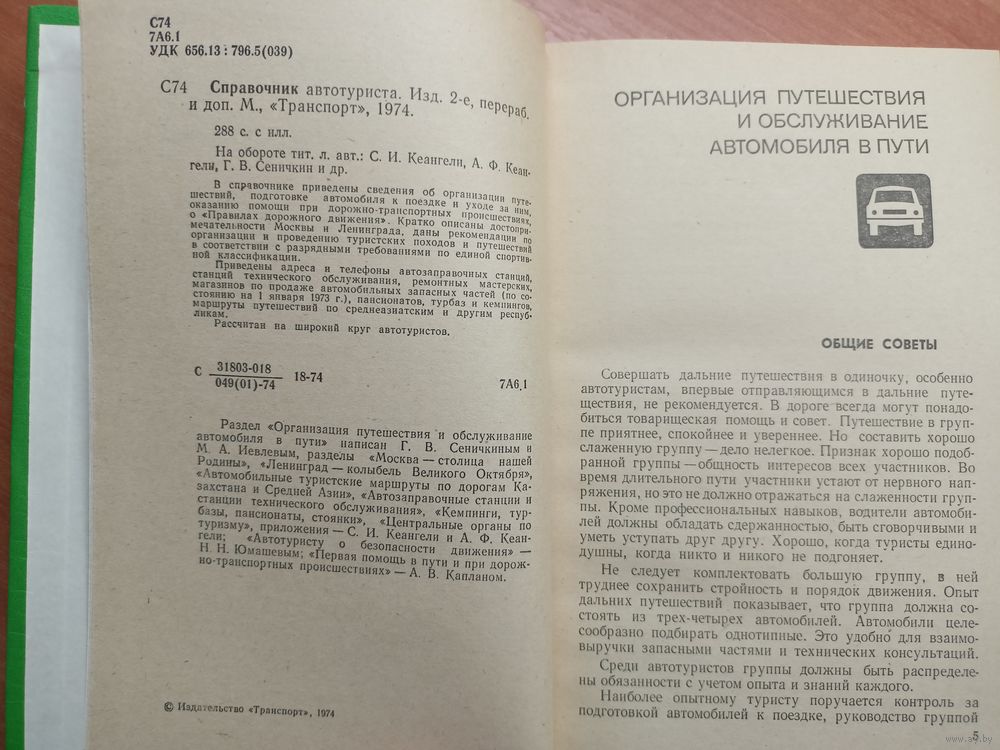 С74
7А6.1
УДК 656.13 : 796.5(039)
С74 Справочник автотуриста. Изд. 2-е, перераб.
и доп. М., «Транспорт», 1974.
288 с. с илл.
На обороте тит. л. авт.: С. И. Кеангели, А. Ф. Кеан-
гели, Г. В. Сеничкин и др.
В справочнике приведены сведения об организации путе-
шествий, подготовке автомобиля к поездке и уходе за ним,
оказанию помощи при дорожно-транспортных происшествиях,
о «Правилах дорожного движения». Кратко описаны достопри-
мечательности Москвы и Ленинграда, даны рекомендации по
организации и проведению туристских походов и путешествий
в соответствии с разрядными требованиями по единой спортив-
ной классификации.
Приведены адреса и телефоны автозаправочных станций,
станций технического обслуживания, ремонтных мастерских,
магазинов по продаже автомобильных запасных частей (по со-
стоянию на 1 января 1973 г.), пансионатов, турбаз и кемпингов,
маршруты путешествий по среднеазиатским и другим респуб-
ликам.
Рассчитан на широкий круг автотуристов.
С 31803-018
049(01)-74 18-74 7А6.1
Раздел «Организация путешествия и обслуживание
автомобиля в пути» написан Г. В. Сеничкиным и
М. А. Иевлевым, разделы «Москва — столица нашей
Родины», «Ленинград — колыбель Великого Октября»,
«Автомобильные туристские маршруты по дорогам Ка-
захстана и Средней Азии», «Автозаправочные станции и
станции технического обслуживания», «Кемпинги, тур-
базы, пансионаты, стоянки», «Центральные органы по
туризму», приложения — С. И. Кеангели и А. Ф. Кеан-
гели; «Автотуристу о безопасности движения» —
Н. Н. Юмашевым; «Первая помощь в пути и при дорож-
но-транспортных происшествиях» — А. В. Капланом.
© Издательство «Транспорт», 1974
ОРГАНИЗАЦИЯ ПУТЕШЕСТВИЯ
И ОБСЛУЖИВАНИЕ
АВТОМОБИЛЯ В ПУТИ
ОБЩИЕ СОВЕТЫ
Совершать дальние путешествия в одиночку, особенно
автотуристам, впервые отправляющимся в дальние путе-
шествия, не рекомендуется. В дороге всегда могут понадо-
биться товарищеская помощь и совет. Путешествие в груп-
пе приятнее, спокойнее и увереннее. Но составить хорошо
слаженную группу — дело нелегкое. Признак хорошо подоб-
ранной группы — общность интересов всех участников. Во
время длительного пути участники устают от нервного нап-
ряжения, но это не должно отражаться на слаженности груп-
пы. Кроме профессиональных навыков, водители автомоби-
лей должны обладать сдержанностью, быть сговорчивыми и
уметь уступать друг другу. Хорошо, когда туристы едино-
душны, когда никто и никого не подгоняет.
Не следует комплектовать большую группу, в ней
труднее сохранить стройность и порядок движения. Опыт
дальних путешествий показывает, что группа должна со-
стоять из трех-четырех автомобилей. Автомобили целе-
сообразно подбирать однотипные. Это удобно для взаимо-
выручки запасными частями и технических консультаций.
Среди автотуристов группы должны быть распределе-
ны обязанности с учетом опыта и знаний каждого.
Наиболее опытному туристу поручается контроль за
подготовкой автомобилей к поездке, руководство группой
5
www.ay.by